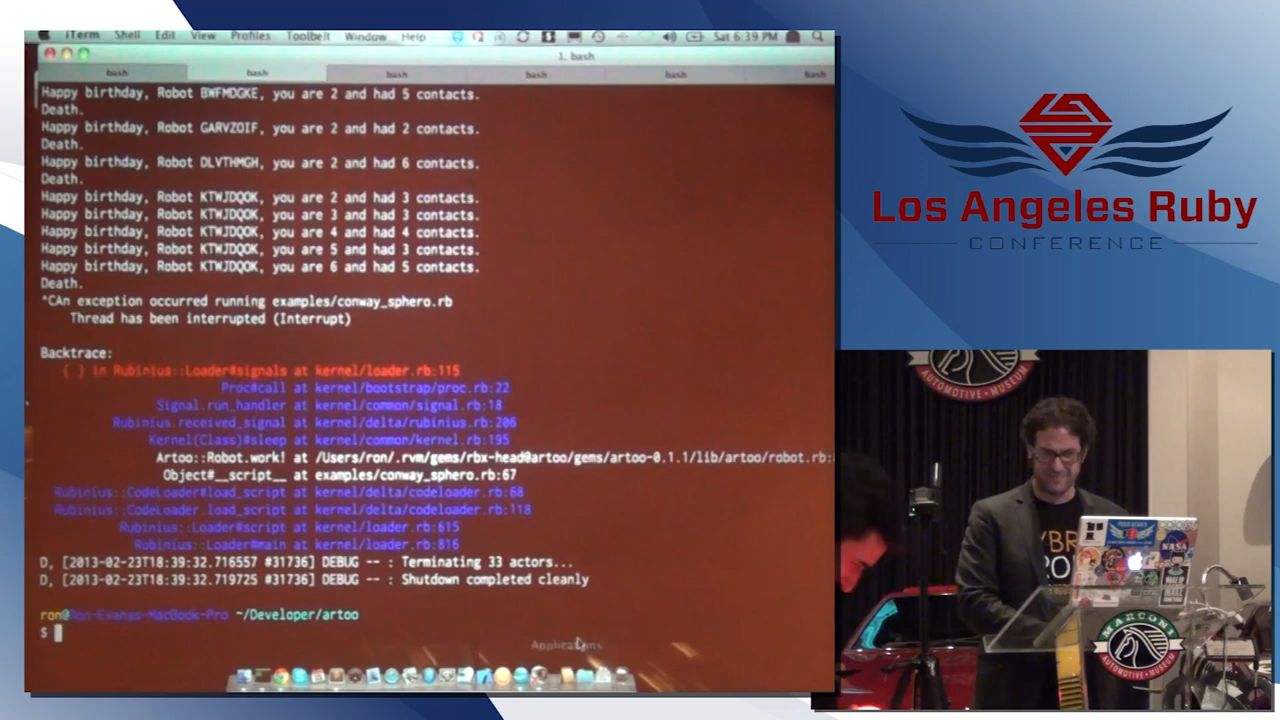 iTerm Shell Edit View Profiles Toolbelt Window Help Sat 6:39 PM
1. bash
bash bash bash bash bash bash
Happy birthday, Robot BWFMDGKE, you are 2 and had 5 contacts.
Death.
Happy birthday, Robot GARVZOIF, you are 2 and had 2 contacts.
Death.
Happy birthday, Robot DLVTHMGH, you are 2 and had 6 contacts.
Death.
Happy birthday, Robot KTWJDQOK, you are 2 and had 3 contacts.
Happy birthday, Robot KTWJDQOK, you are 3 and had 3 contacts.
Happy birthday, Robot KTWJDQOK, you are 4 and had 4 contacts.
Happy birthday, Robot KTWJDQOK, you are 5 and had 3 contacts.
Happy birthday, Robot KTWJDQOK, you are 6 and had 5 contacts.
Death.
^CAn exception occurred running examples/conway_sphero.rb
Thread has been interrupted (Interrupt)
Backtrace:
{ } in Rubinius::Loader#signals at kernel/loader.rb:115
Proc#call at kernel/bootstrap/proc.rb:22
Signal.run_handler at kernel/common/signal.rb:18
Rubinius.received_signal at kernel/delta/rubinius.rb:206
Kernel(Class)#sleep at kernel/common/kernel.rb:195
Artoo::Robot.work! at /Users/ron/.rvm/gems/rbx-head@artoo/gems/artoo-0.1.1/lib/artoo/robot.rb:
Object#__script__ at examples/conway_sphero.rb:67
Rubinius::CodeLoader#load_script at kernel/delta/codeloader.rb:68
Rubinius::CodeLoader.load_script at kernel/delta/codeloader.rb:118
Rubinius::Loader#script at kernel/loader.rb:615
Rubinius::Loader#main at kernel/loader.rb:816
D, [2013-02-23T18:39:32.716557 #31736] DEBUG -- : Terminating 33 actors...
D, [2013-02-23T18:39:32.719725 #31736] DEBUG -- : Shutdown completed cleanly
ron@Ron-Evanss-MacBook-Pro ~/Developer/artoo
$
Applications
Los Angeles Ruby
CONFERENCE
AUTOMOTIVE MUSEUM
NASA
MARCONI
AUTOMOTIVE MUSEUM